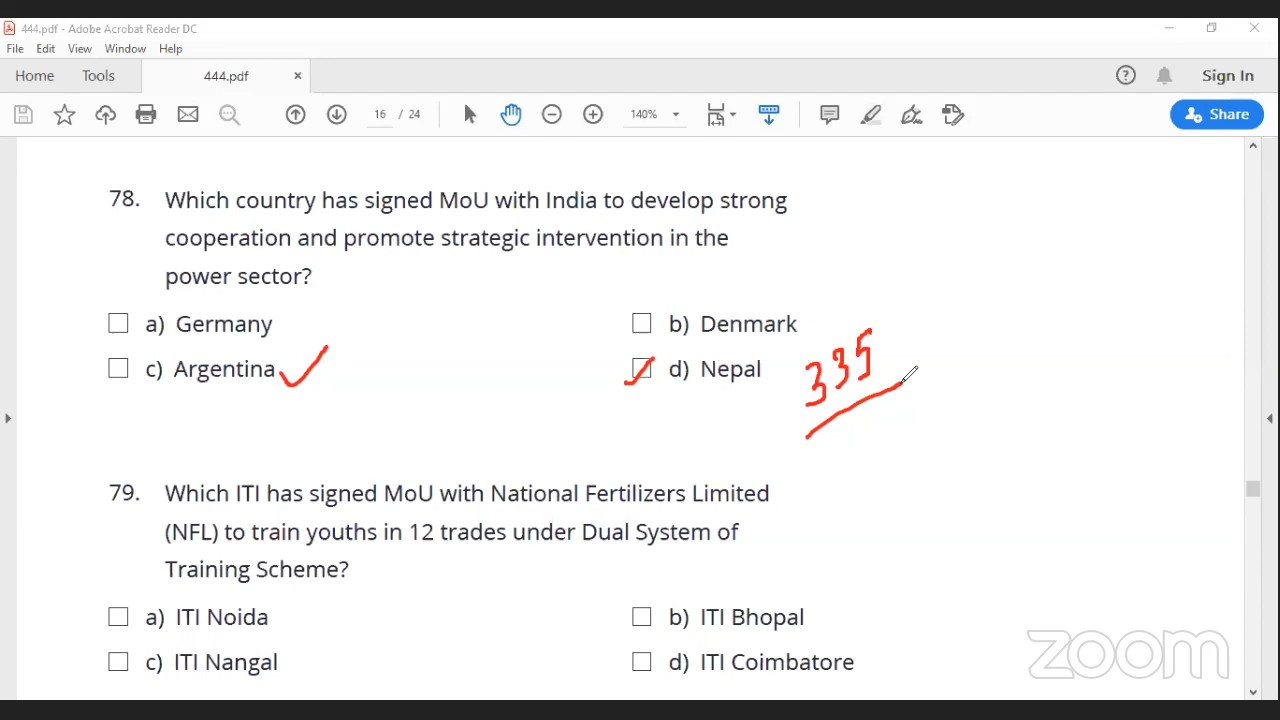 444.pdf - Adobe Acrobat Reader DC
File Edit View Window Help
Home Tools 444.pdf × Sign In
16 / 24 140% Share
78. Which country has signed MoU with India to develop strong
cooperation and promote strategic intervention in the
power sector?
a) Germany b) Denmark
c) Argentina d) Nepal 335
79. Which ITI has signed MoU with National Fertilizers Limited
(NFL) to train youths in 12 trades under Dual System of
Training Scheme?
a) ITI Noida b) ITI Bhopal
c) ITI Nangal d) ITI Coimbatore
zoom